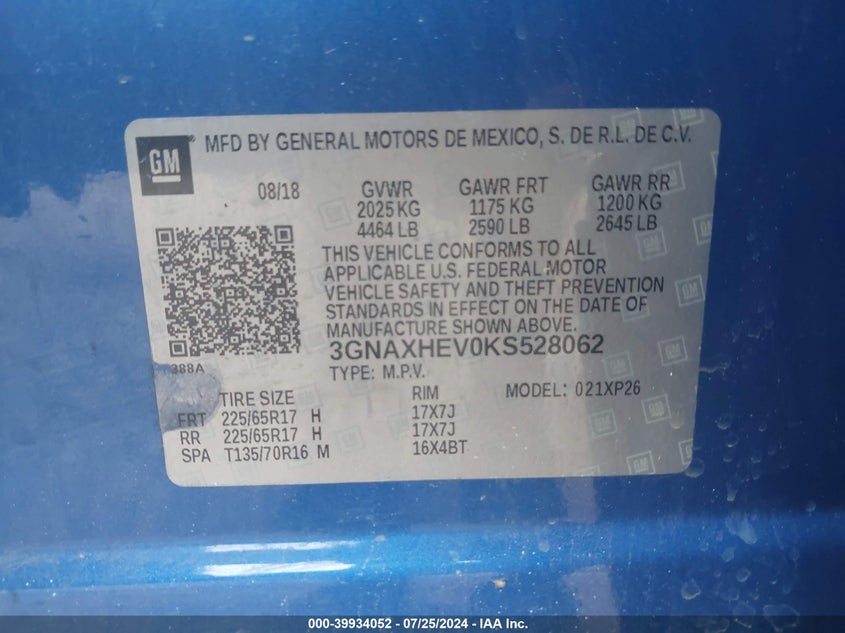 GM MFD BY GENERAL MOTORS DE MEXICO, S. DE R.L. DE C.V.
08/18 GVWR GAWR FRT GAWR RR
2025 KG 1175 KG 1200 KG
4464 LB 2590 LB 2645 LB
THIS VEHICLE CONFORMS TO ALL
APPLICABLE U.S. FEDERAL MOTOR
VEHICLE SAFETY AND THEFT PREVENTION
STANDARDS IN EFFECT ON THE DATE OF
MANUFACTURE SHOWN ABOVE.
3GNAXHEV0KS528062
388A
TYPE: M.P.V.
TIRE SIZE RIM MODEL: 021XP26
FRT 225/65R17 H 17X7J
RR 225/65R17 H 17X7J
SPA T135/70R16 M 16X4BT
000-39934052 - 07/25/2024 - IAA Inc.